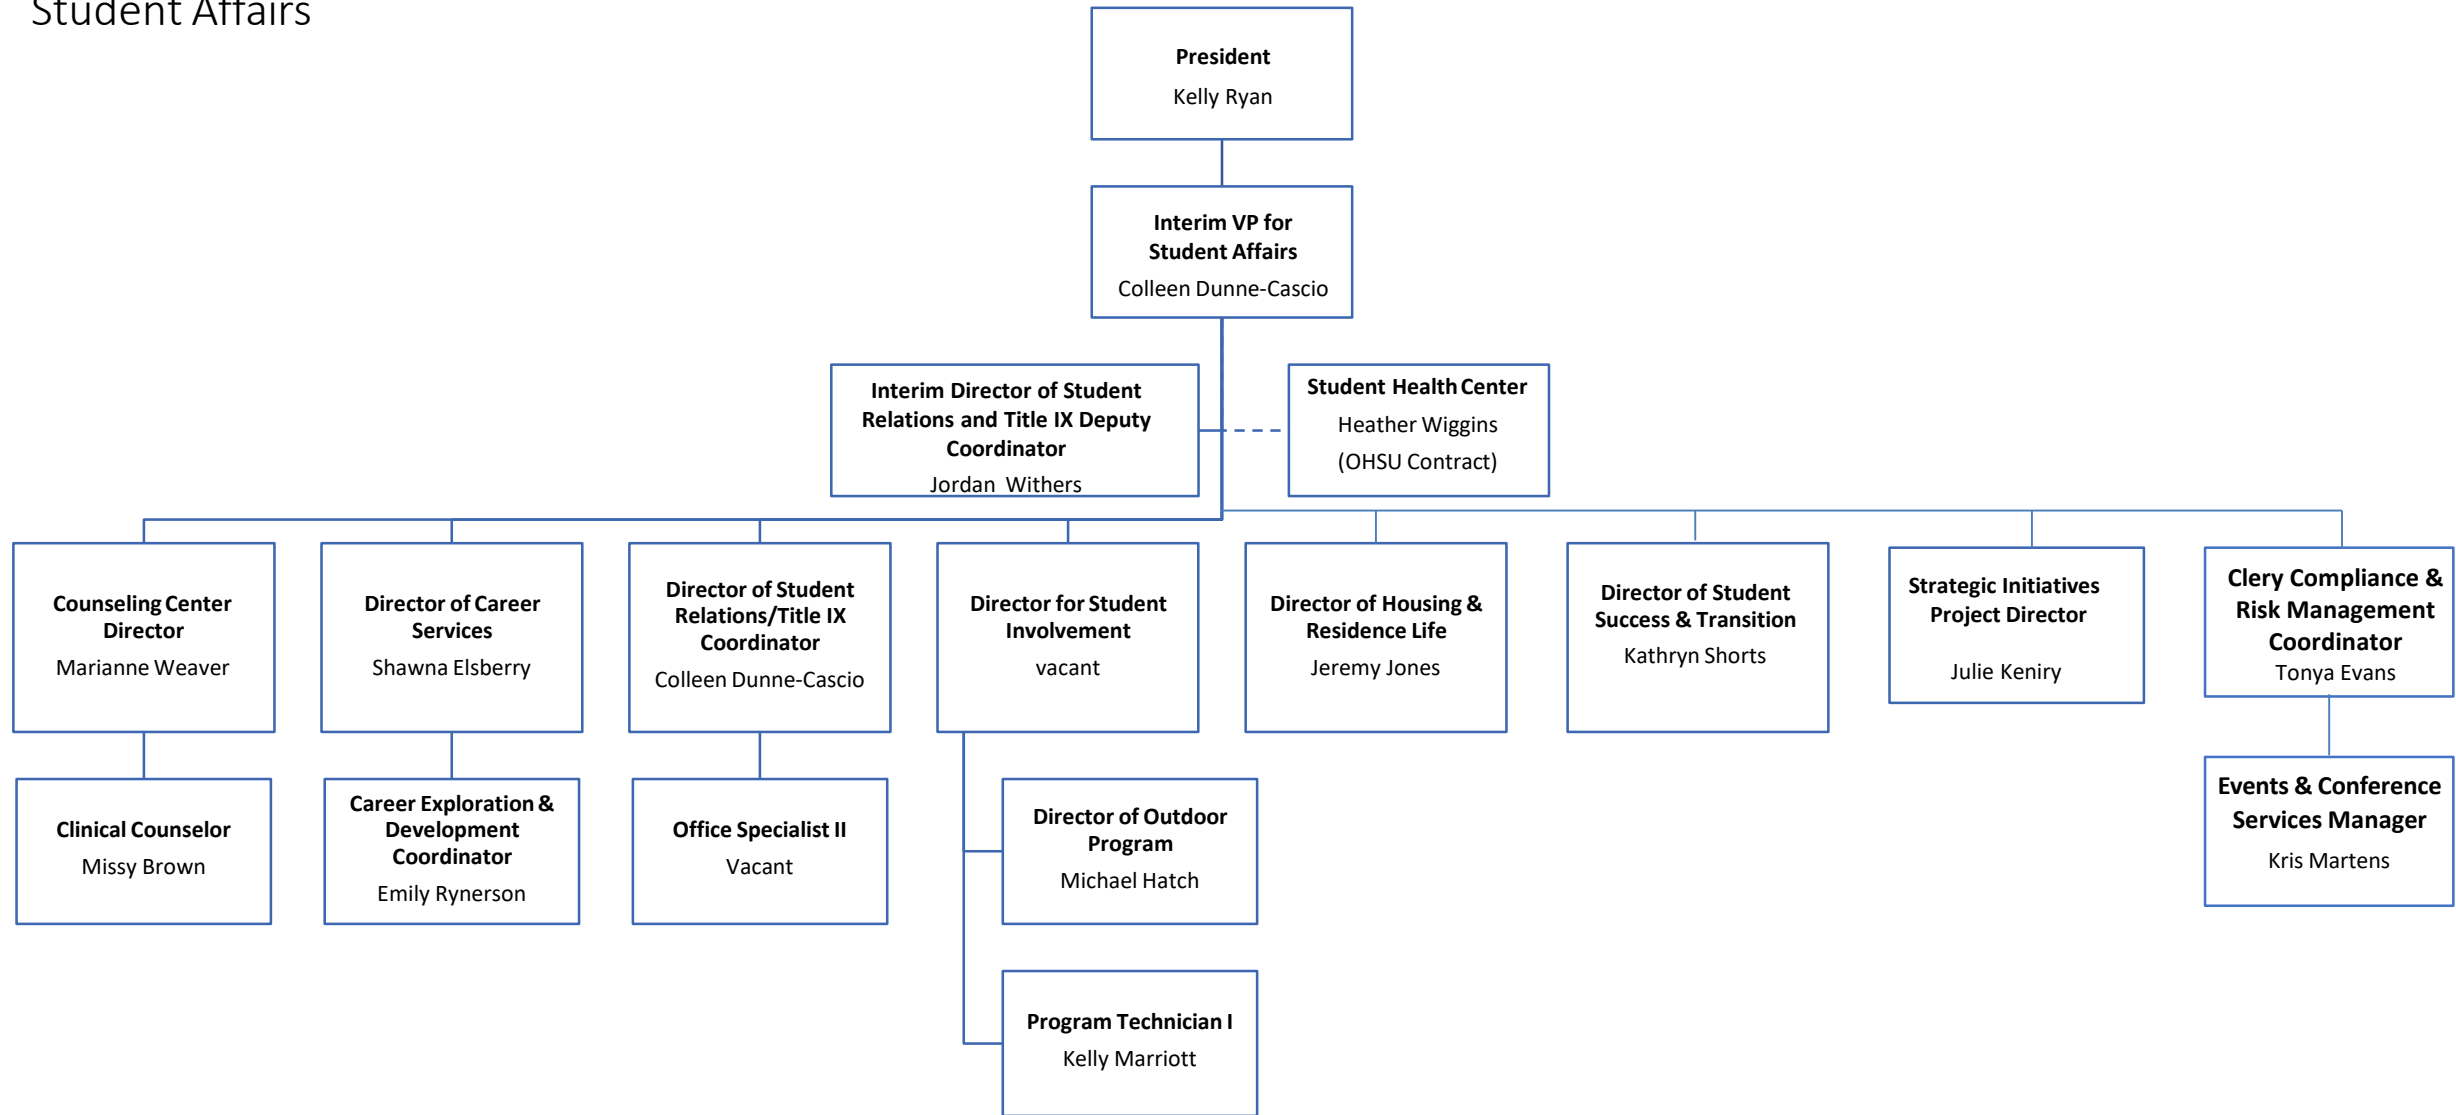 Student Affairs
President
Kelly Ryan
Interim VP for
Student Affairs
Colleen Dunne-Cascio
Interim Director of Student
Relations and Title IX Deputy
Coordinator
Jordan Withers
Student Health Center
Heather Wiggins
(OHSU Contract)
Counseling Center
Director
Marianne Weaver
Director of Career
Services
Shawna Elsberry
Director of Student
Relations/Title IX
Coordinator
Colleen Dunne-Cascio
Director for Student
Involvement
vacant
Director of Housing &
Residence Life
Jeremy Jones
Director of Student
Success & Transition
Kathryn Shorts
Strategic Initiatives
Project Director
Julie Keniry
Clery Compliance &
Risk Management
Coordinator
Tonya Evans
Clinical Counselor
Missy Brown
Career Exploration &
Development
Coordinator
Emily Rynerson
Office Specialist II
Vacant
Director of Outdoor
Program
Michael Hatch
Events & Conference
Services Manager
Kris Martens
Program Technician I
Kelly Marriott